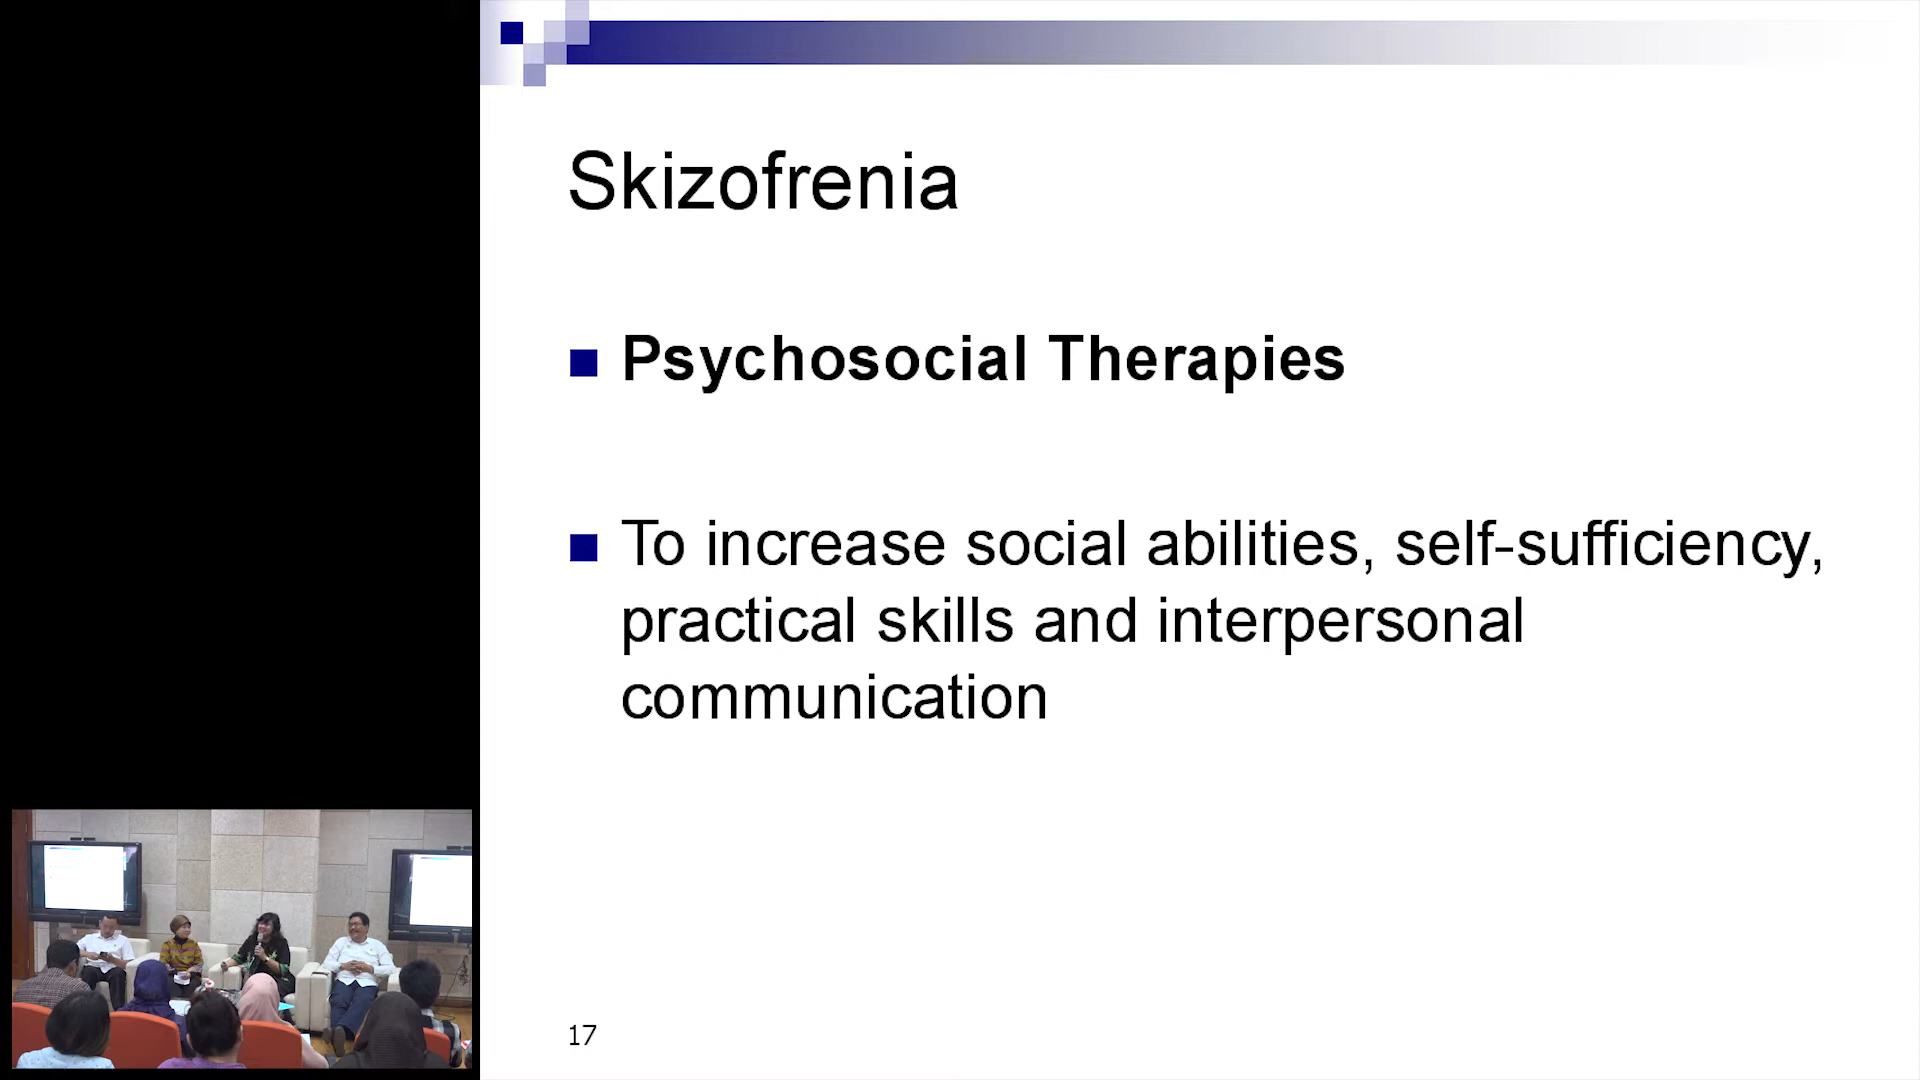 Skizofrenia
Psychosocial Therapies
To increase social abilities, self-sufficiency,
practical skills and interpersonal
communication
17